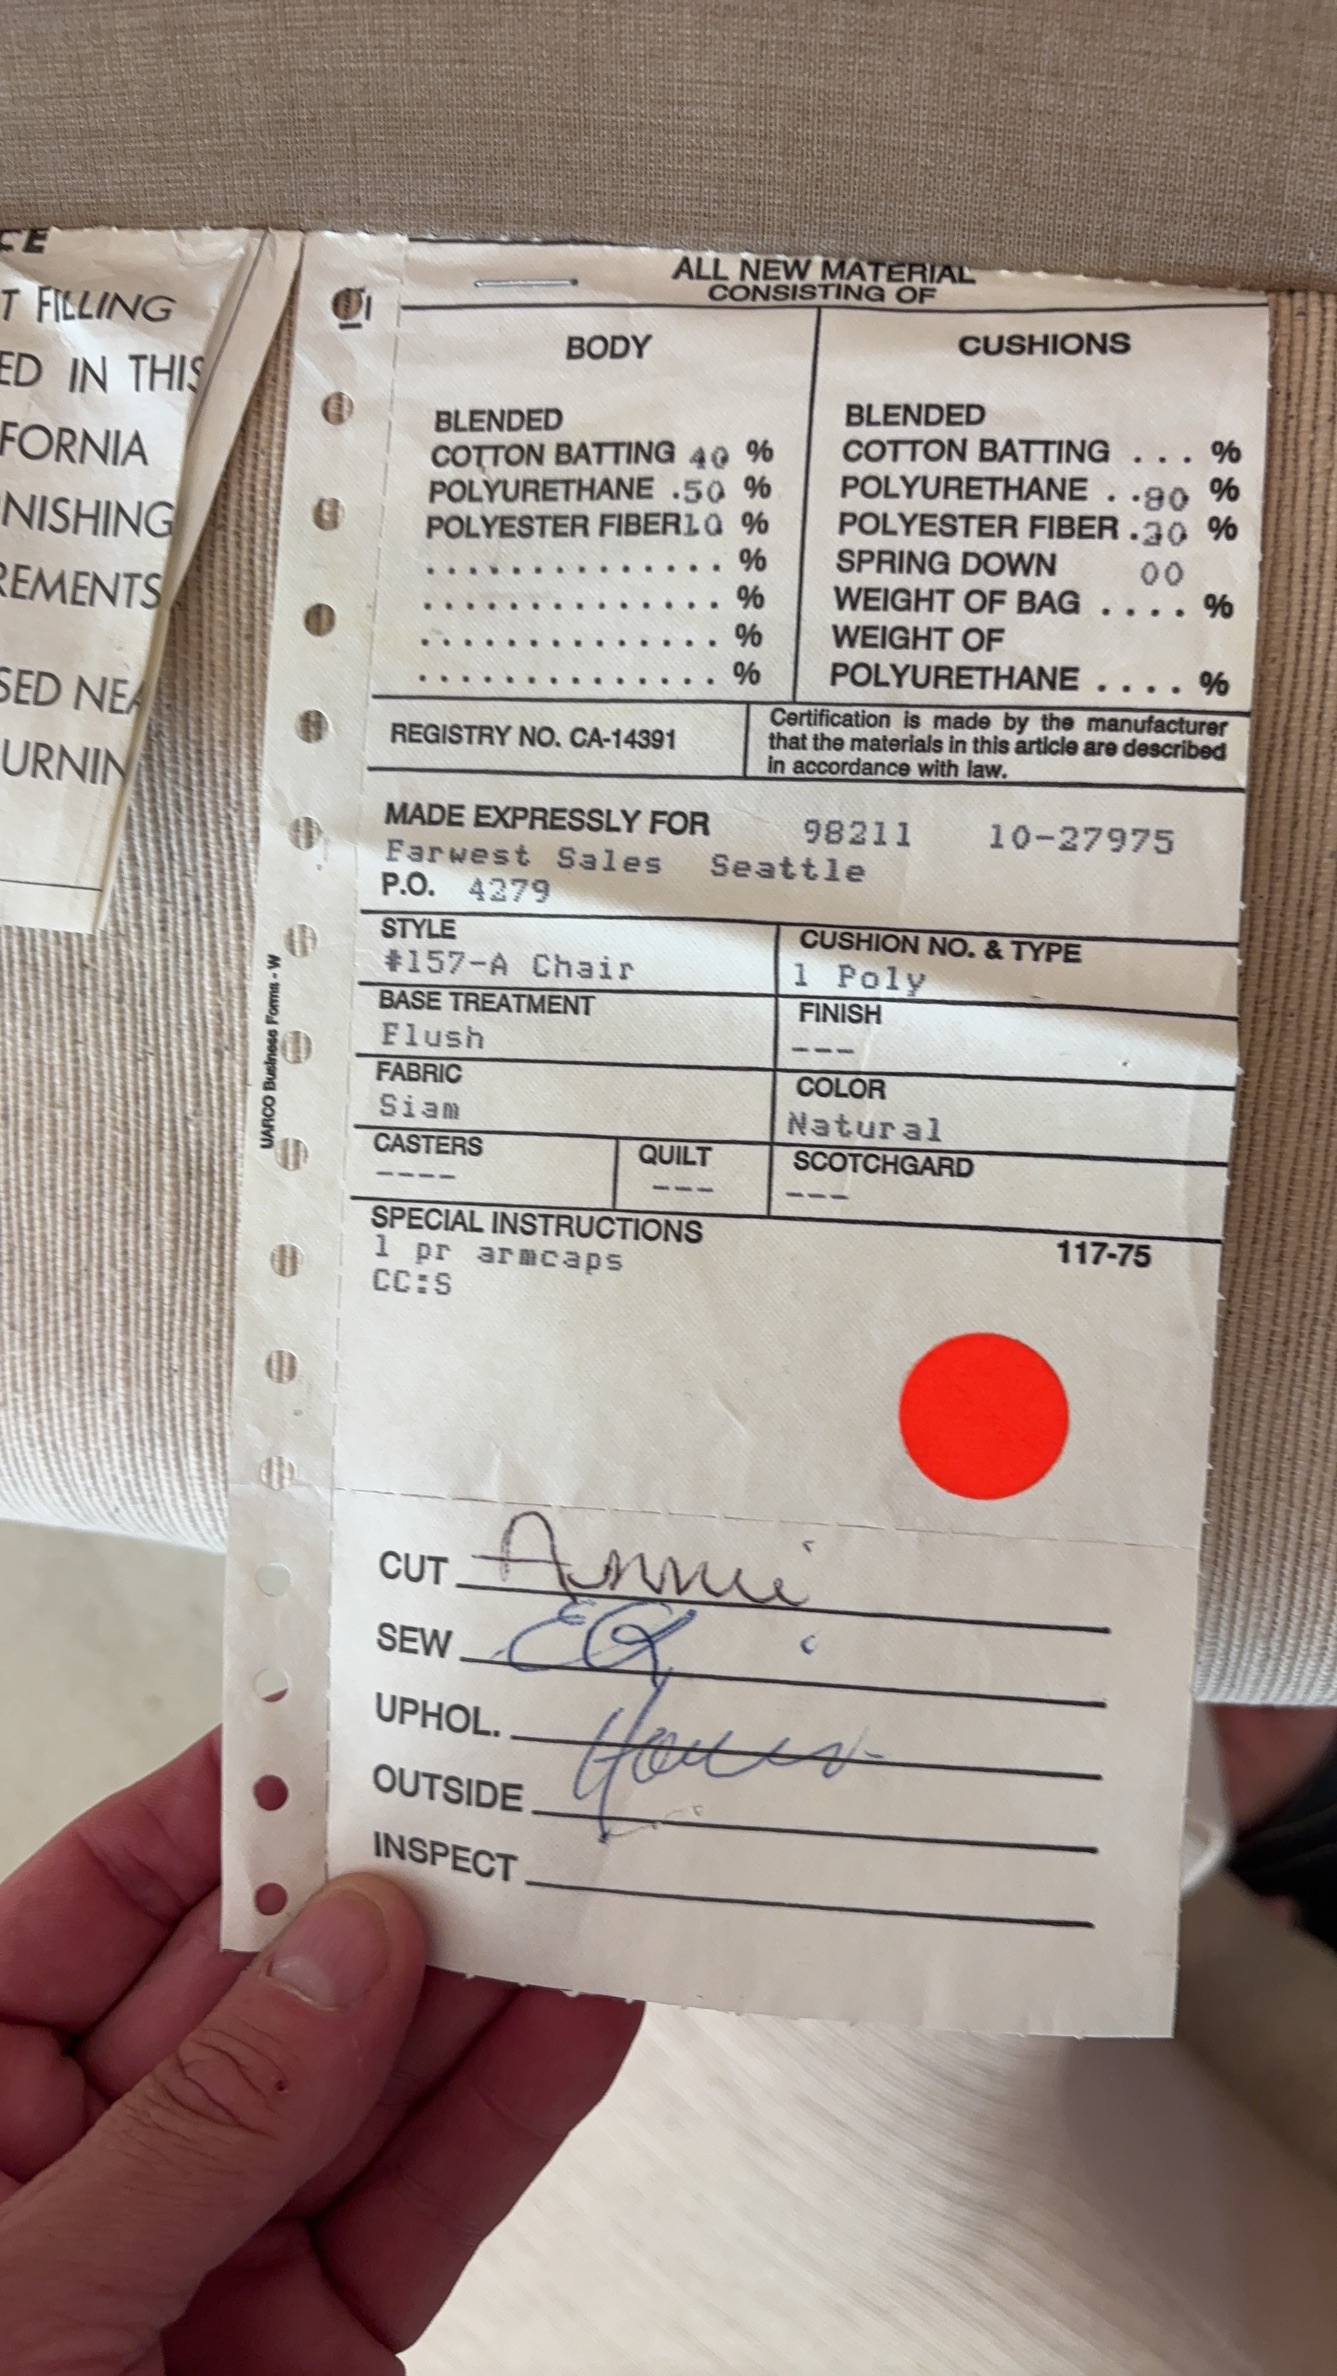 CE
T FILLING
ED IN THIS
FORNIA
NISHING
REMENTS
SED NEA
URNIN
ALL NEW MATERIAL
CONSISTING OF
BODY
BLENDED
COTTON BATTING 40 %
POLYURETHANE .50 %
POLYESTER FIBER10 %
. . . . . . . . . . . . . . %
. . . . . . . . . . . . . . %
. . . . . . . . . . . . . . %
. . . . . . . . . . . . . . %
CUSHIONS
BLENDED
COTTON BATTING . . . %
POLYURETHANE . .80 %
POLYESTER FIBER .20 %
SPRING DOWN 00
WEIGHT OF BAG . . . . %
WEIGHT OF
POLYURETHANE . . . . %
REGISTRY NO. CA-14391
Certification is made by the manufacturer
that the materials in this article are described
in accordance with law.
MADE EXPRESSLY FOR 98211 10-27975
Farwest Sales Seattle
P.O. 4279
STYLE
#157-A Chair
CUSHION NO. & TYPE
1 Poly
BASE TREATMENT
Flush
FINISH
---
FABRIC
Siam
COLOR
Natural
CASTERS
----
QUILT
---
SCOTCHGARD
---
SPECIAL INSTRUCTIONS
1 pr armcaps
CC:S
117-75
UARCO Business Forms - W
CUT Annie
SEW
UPHOL.
OUTSIDE
INSPECT